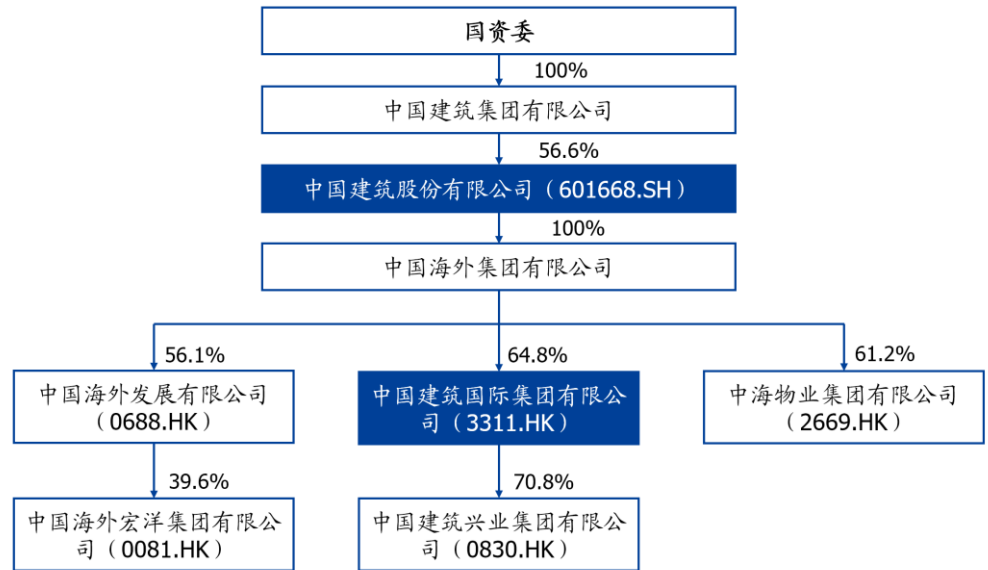 国资委
100%
中国建筑集团有限公司
56.6%
中国建筑股份有限公司（601668.SH）
100%
中国海外集团有限公司
56.1%
64.8%
61.2%
中国海外发展有限公司
（0688.HK）
中国建筑国际集团有限公
司（3311.HK）
中海物业集团有限公司
（2669.HK）
39.6%
70.8%
中国海外宏洋集团有限公
司（0081.HK）
中国建筑兴业集团有限公
司（0830.HK）